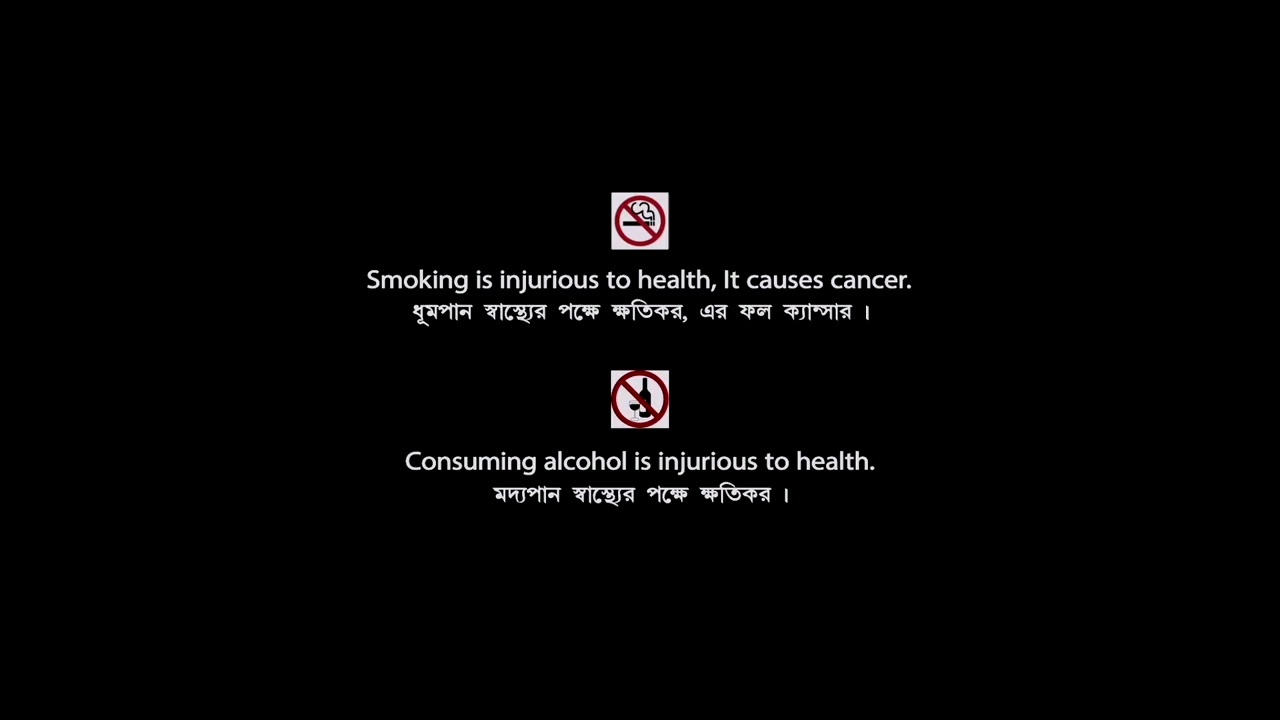 Smoking is injurious to health, It causes cancer.
ধূমপান স্বাস্থ্যের পক্ষে ক্ষতিকর, এর ফল ক্যান্সার ।
Consuming alcohol is injurious to health.
মদ্যপান স্বাস্থ্যের পক্ষে ক্ষতিকর ।